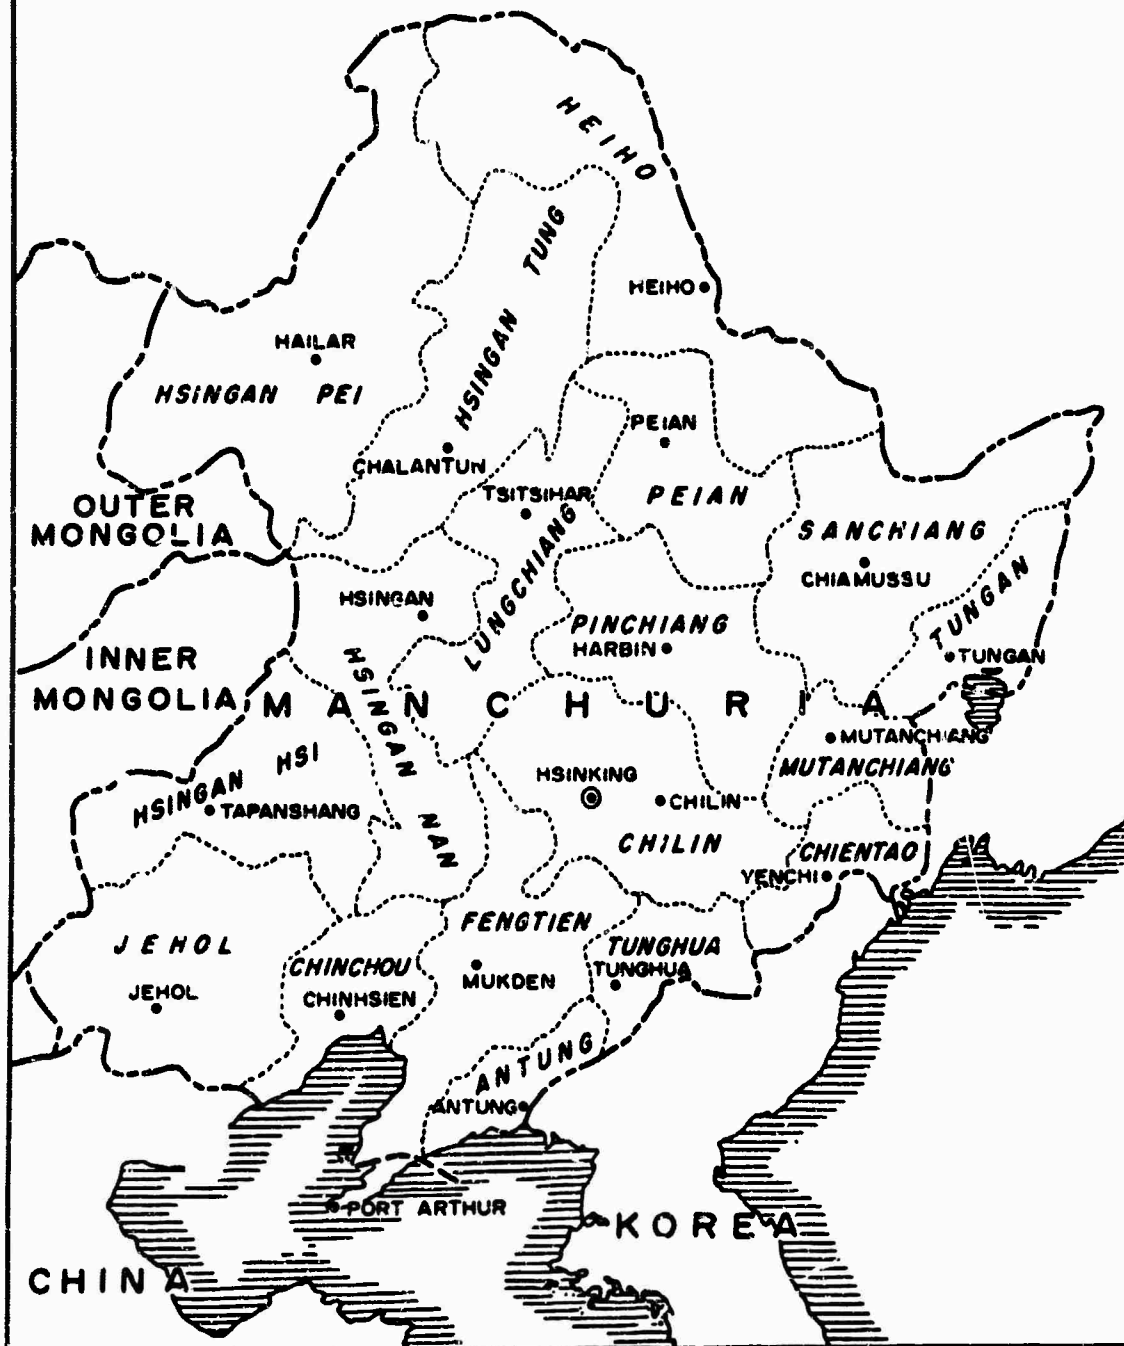 HEIHO
HSINGAN TUNG
HEIHO
HAILAR
HSINGAN PEI
PEIAN
CHALANTUN
TSITSIHAR
PEIAN
OUTER
MONGOLIA
SANCHIANG
LUNGCHIANG
CHIAMUSSU
HSINGAN
TUNGAN
PINCHIANG
HARBIN
TUNGAN
INNER
MONGOLIA
MANCHURIA
HSINGAN NAN
MUTANCHIANG
MUTANCHIANG
HSINGAN HSI
HSINKING
TAPANSHANG
CHILIN
CHILIN
CHIENTAO
YENCHI
FENGTIEN
JEHOL
CHINCHOU
TUNGHUA
TUNGHUA
MUKDEN
JEHOL
CHINHSIEN
ANTUNG
ANTUNG
PORT ARTHUR
KOREA
CHINA